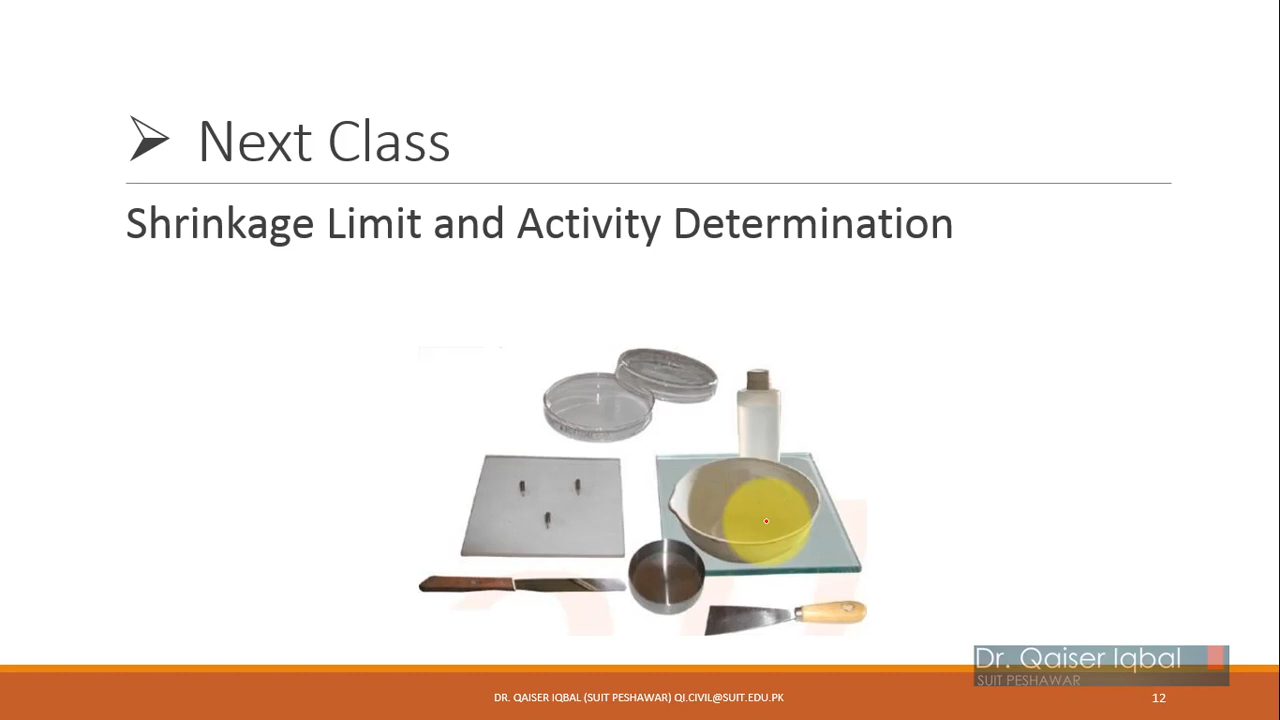 Next Class
Shrinkage Limit and Activity Determination
Dr. Qaiser Iqbal
SUIT PESHAWAR
DR. QAISER IQBAL (SUIT PESHAWAR) QI.CIVIL@SUIT.EDU.PK
12